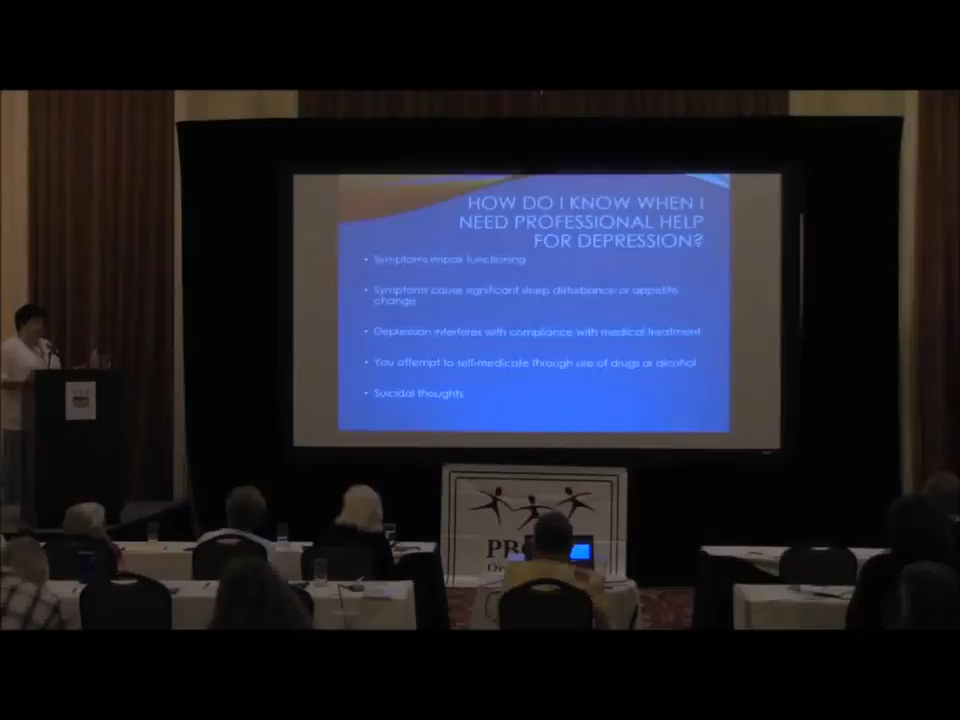 HOW DO I KNOW WHEN I
NEED PROFESSIONAL HELP
FOR DEPRESSION?
• Symptoms impair functioning
• Symptoms cause significant sleep disturbance or appetite
change
• Depression interferes with compliance with medical treatment
• You attempt to self-medicate through use of drugs or alcohol
• Suicidal thoughts